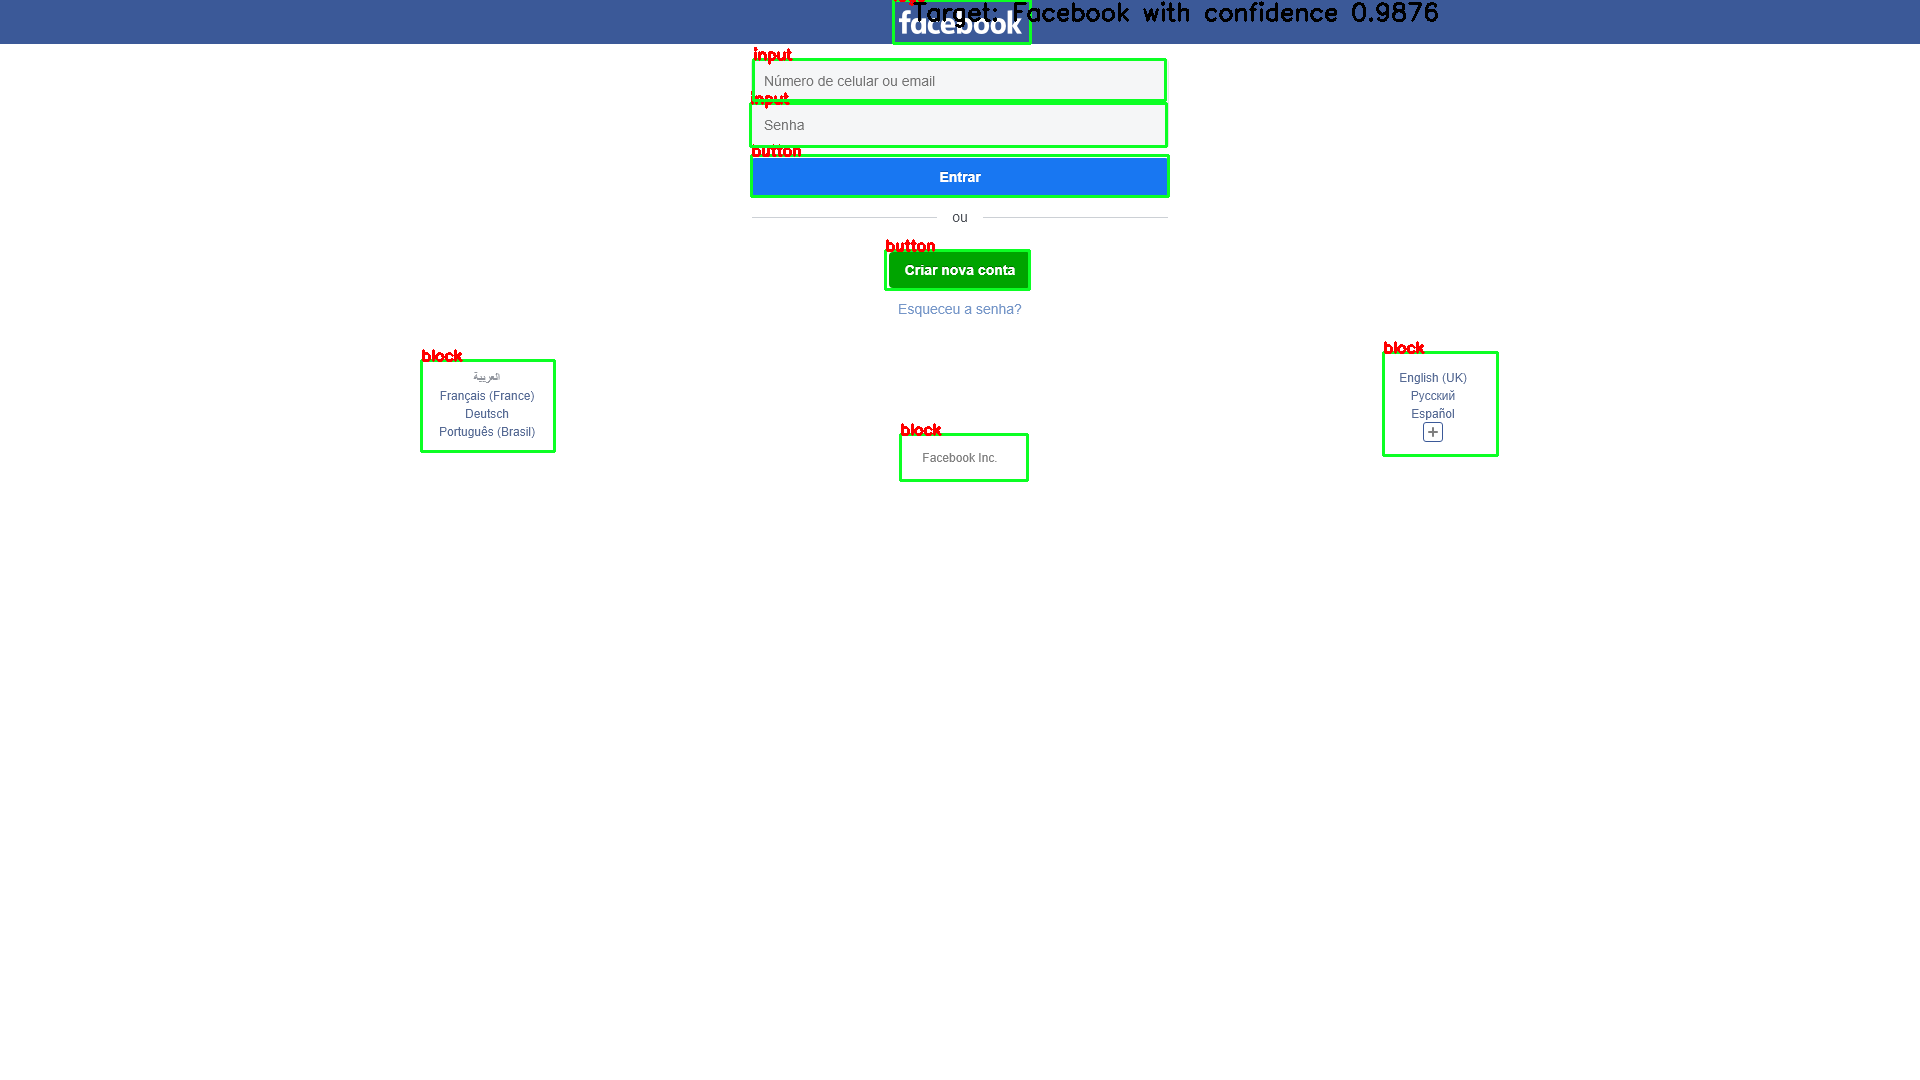 logo
Target: Facebook with confidence 0.9876
facebook
input
Número de celular ou email
input
Senha
button
Entrar
ou
button
Criar nova conta
Esqueceu a senha?
block
العربية
Français (France)
Deutsch
Português (Brasil)
block
English (UK)
Русский
Español
block
Facebook Inc.